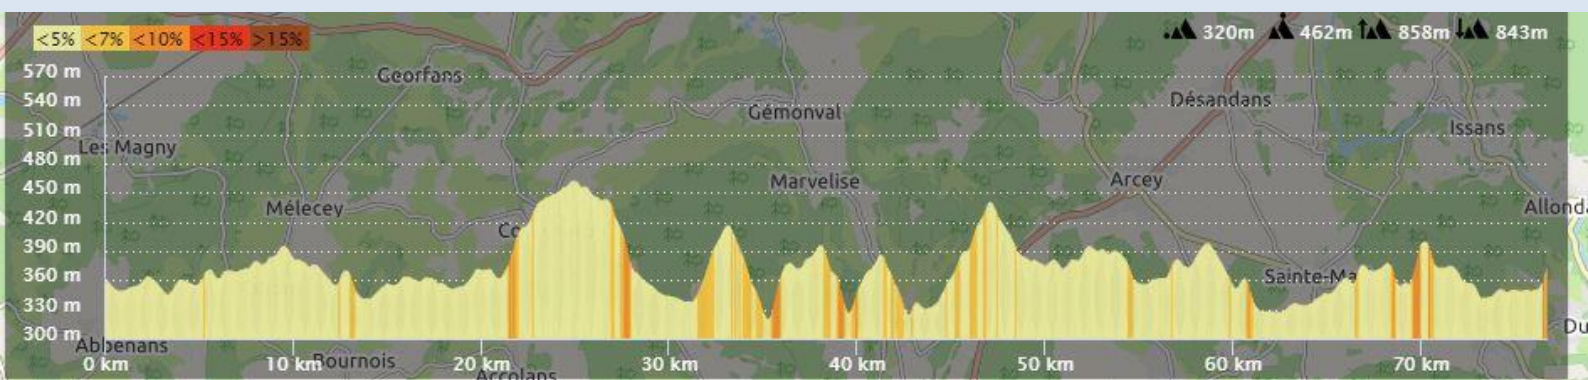 <5% <7% <10% <15% >15%
320m 462m 858m 843m
570 m
Georfans
540 m
Gémonval
Désandans
510 m
Issans
Les Magny
480 m
Marvelise
Arcey
450 m
Mélecey
Allond
420 m
Co
390 m
360 m
Sainte-Ma
330 m
Du
300 m
Abbenans
0 km 10 km 20 km 30 km 40 km 50 km 60 km 70 km
Bournois
Accolans